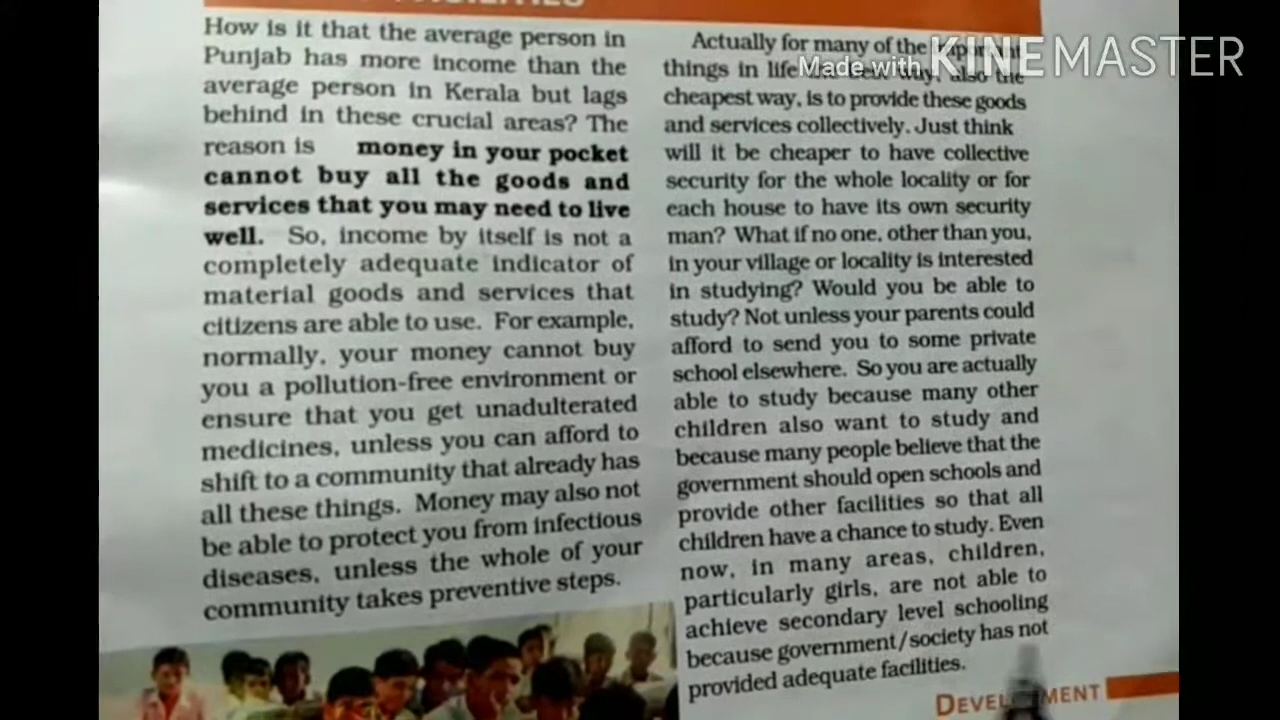 How is it that the average person in
Punjab has more income than the
average person in Kerala but lags
behind in these crucial areas? The
reason is money in your pocket
cannot buy all the goods and
services that you may need to live
well. So, income by itself is not a
completely adequate indicator of
material goods and services that
citizens are able to use. For example,
normally, your money cannot buy
you a pollution-free environment or
ensure that you get unadulterated
medicines, unless you can afford to
shift to a community that already has
all these things. Money may also not
be able to protect you from infectious
diseases, unless the whole of your
community takes preventive steps.
Actually for many of the
things in life way, also the
cheapest way, is to provide these goods
and services collectively. Just think
will it be cheaper to have collective
security for the whole locality or for
each house to have its own security
man? What if no one, other than you,
in your village or locality is interested
in studying? Would you be able to
study? Not unless your parents could
afford to send you to some private
school elsewhere. So you are actually
able to study because many other
children also want to study and
because many people believe that the
government should open schools and
provide other facilities so that all
children have a chance to study. Even
now, in many areas, children,
particularly girls, are not able to
achieve secondary level schooling
because government/society has not
provided adequate facilities.
Made with KINEMASTER